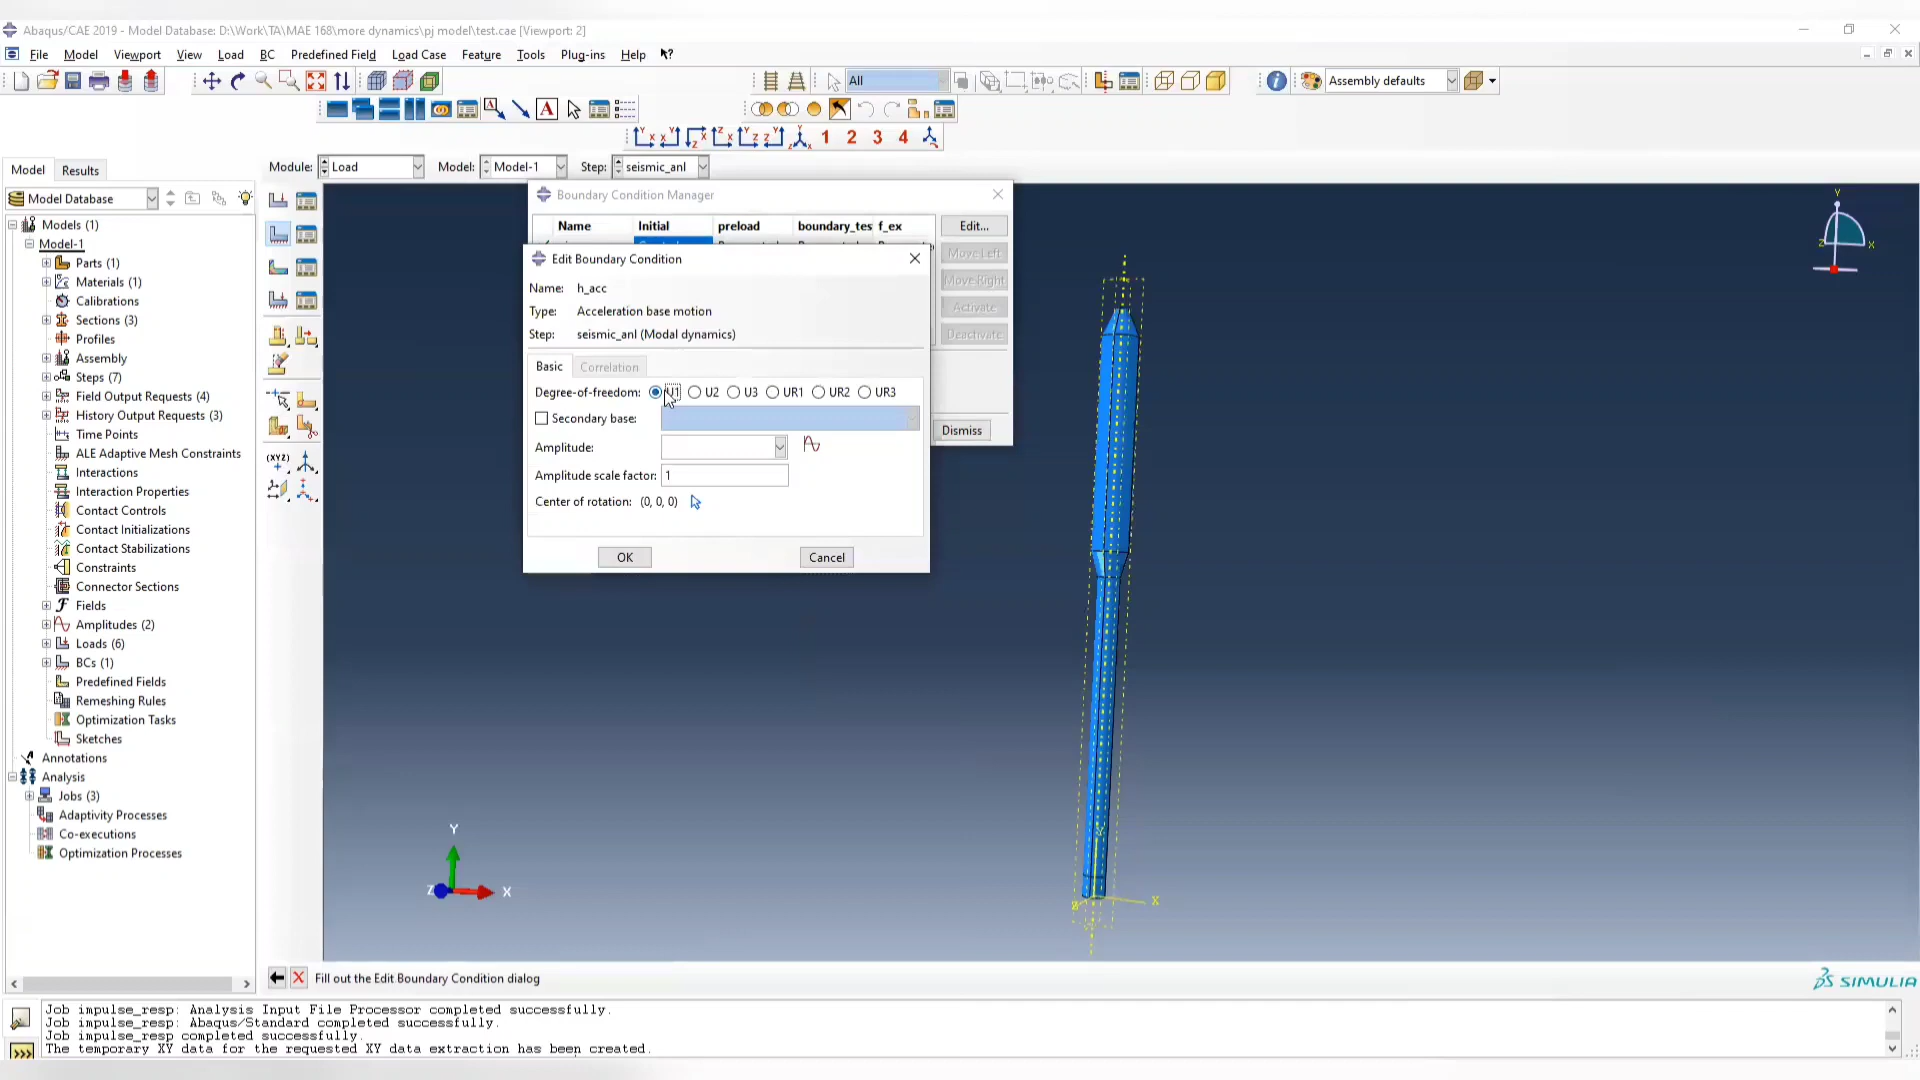 Abaqus/CAE 2019 - Model Database: D:\Work\TA\MAE 168\more dynamics\pj model\test.cae [Viewport: 2]
File Model Viewport View Load BC Predefined Field Load Case Feature Tools Plug-ins Help
All
Assembly defaults
A A
1 2 3 4
Model Results
Module: Load Model: Model-1 Step: seismic_anl
Model Database
Models (1)
Model-1
Parts (1)
Materials (1)
Calibrations
Sections (3)
Profiles
Assembly
Steps (7)
Field Output Requests (4)
History Output Requests (3)
Time Points
ALE Adaptive Mesh Constraints
Interactions
Interaction Properties
Contact Controls
Contact Initializations
Contact Stabilizations
Constraints
Connector Sections
Fields
Amplitudes (2)
Loads (6)
BCs (1)
Predefined Fields
Remeshing Rules
Optimization Tasks
Sketches
Annotations
Analysis
Jobs (3)
Adaptivity Processes
Co-executions
Optimization Processes
(XYZ)
Boundary Condition Manager
Name Initial preload boundary_tes f_ex
Edit...
Move Left
Move Right
Activate
Deactivate
Dismiss
Edit Boundary Condition
Name: h_acc
Type: Acceleration base motion
Step: seismic_anl (Modal dynamics)
Basic Correlation
Degree-of-freedom: U1 U2 U3 UR1 UR2 UR3
Secondary base:
Amplitude:
Amplitude scale factor: 1
Center of rotation: (0, 0, 0)
OK Cancel
Y
Z X
Y
Z X
Y
Z X
Fill out the Edit Boundary Condition dialog
SIMULIA
Job impulse_resp: Analysis Input File Processor completed successfully.
Job impulse_resp: Abaqus/Standard completed successfully.
Job impulse_resp completed successfully.
The temporary XY data for the requested XY data extraction has been created.